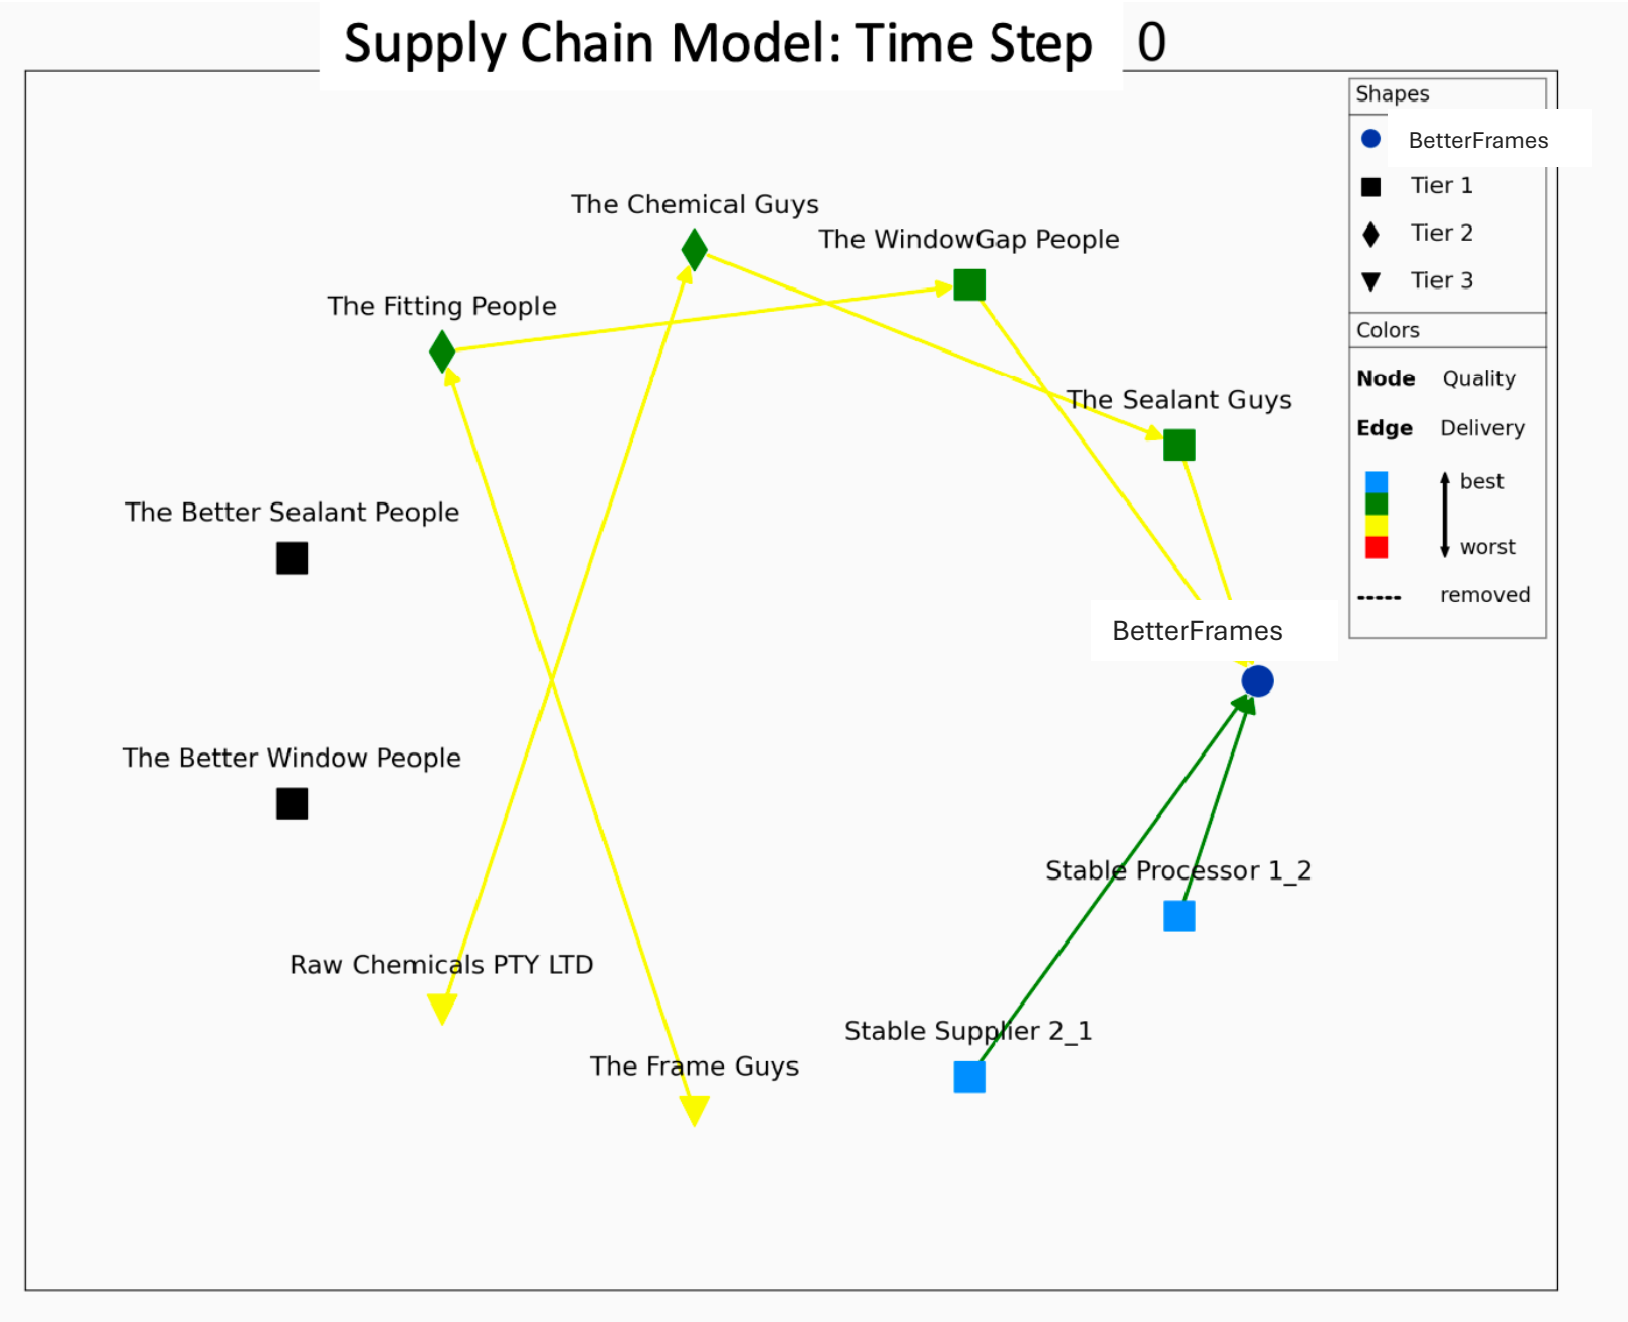 Supply Chain Model: Time Step 0
Shapes
BetterFrames
Tier 1
Tier 2
Tier 3
Colors
Node Quality
Edge Delivery
best
worst
removed
The Chemical Guys
The WindowGap People
The Fitting People
The Sealant Guys
The Better Sealant People
BetterFrames
The Better Window People
Stable Processor 1_2
Raw Chemicals PTY LTD
Stable Supplier 2_1
The Frame Guys